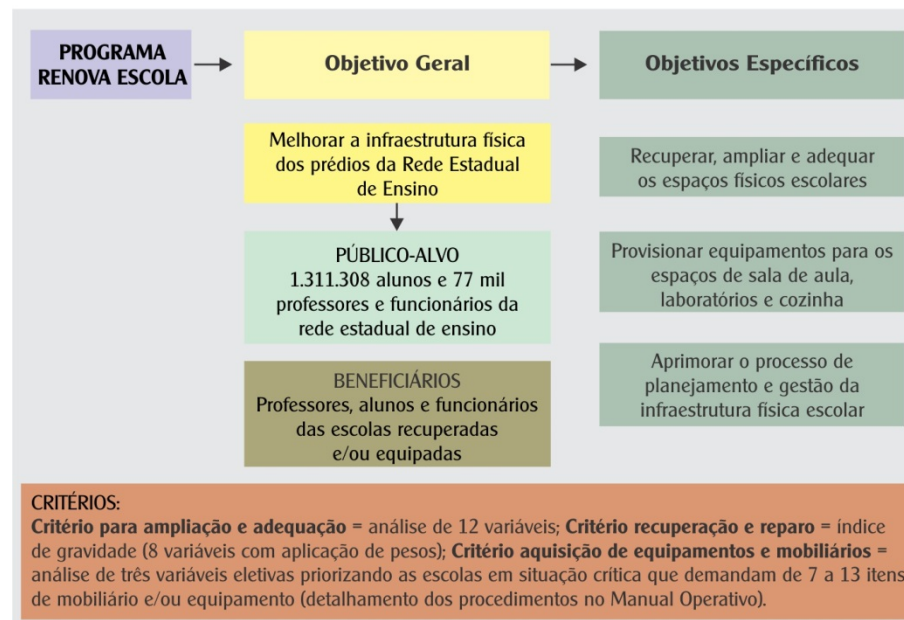 PROGRAMA
RENOVA ESCOLA
Objetivo Geral
Objetivos Específicos
Melhorar a infraestrutura física
dos prédios da Rede Estadual
de Ensino
PÚBLICO-ALVO
1.311.308 alunos e 77 mil
professores e funcionários da
rede estadual de ensino
BENEFICIÁRIOS
Professores, alunos e funcionários
das escolas recuperadas
e/ou equipadas
Recuperar, ampliar e adequar
os espaços físicos escolares
Provisionar equipamentos para os
espaços de sala de aula,
laboratórios e cozinha
Aprimorar o processo de
planejamento e gestão da
infraestrutura física escolar
CRITÉRIOS:
Critério para ampliação e adequação = análise de 12 variáveis; Critério recuperação e reparo = índice
de gravidade (8 variáveis com aplicação de pesos); Critério aquisição de equipamentos e mobiliários =
análise de três variáveis eletivas priorizando as escolas em situação crítica que demandam de 7 a 13 itens
de mobiliário e/ou equipamento (detalhamento dos procedimentos no Manual Operativo).